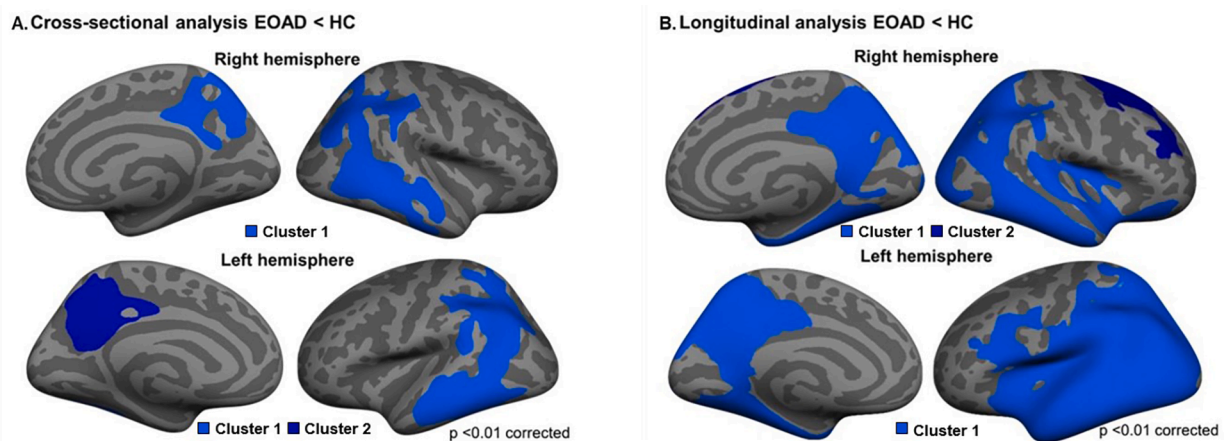 A. Cross-sectional analysis EOAD < HC
Right hemisphere
Cluster 1
Left hemisphere
Cluster 1 Cluster 2
p <0.01 corrected
B. Longitudinal analysis EOAD < HC
Right hemisphere
Cluster 1 Cluster 2
Left hemisphere
Cluster 1
p <0.01 corrected